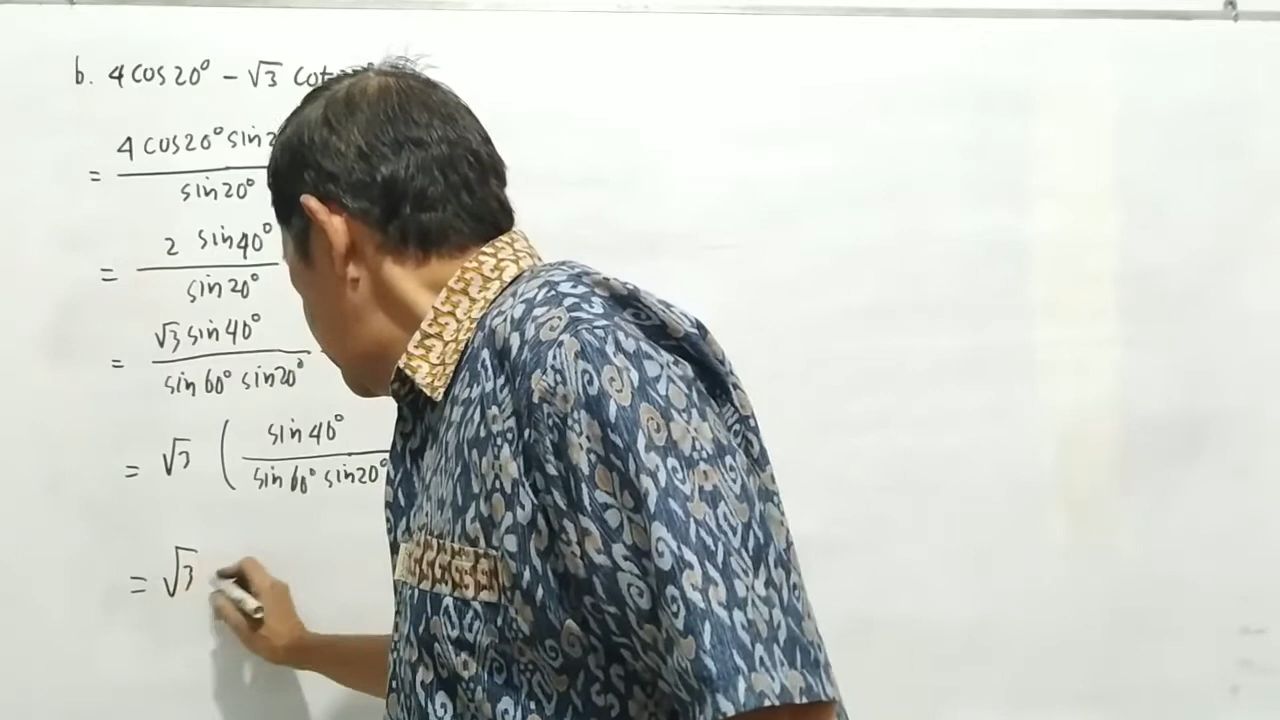 b. 4 cos 20° - √3 cot
= 4 cos 20° sin 2
sin 20°
= 2 sin 40°
sin 20°
= √3 sin 40°
sin 60° sin 20°
= √3 ( sin 40°
sin 60° sin 20°
= √3